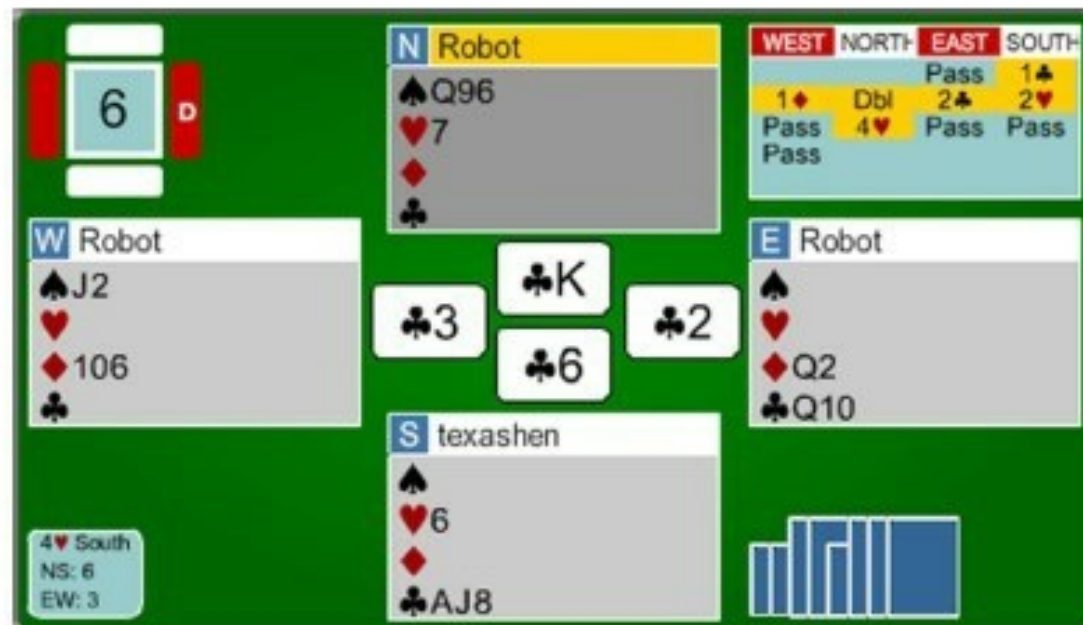 6
D
N Robot
♠Q96
♥7
♦
♣
WEST NORTH EAST SOUTH
Pass 1♣
1♦ Dbl 2♣ 2♥
Pass 4♥ Pass Pass
Pass
W Robot
♠J2
♥
♦106
♣
♣K
♣3
♣2
♣6
E Robot
♠
♥
♦Q2
♣Q10
S texashen
♠
♥6
♦
♣AJ8
4♥ South
NS: 6
EW: 3